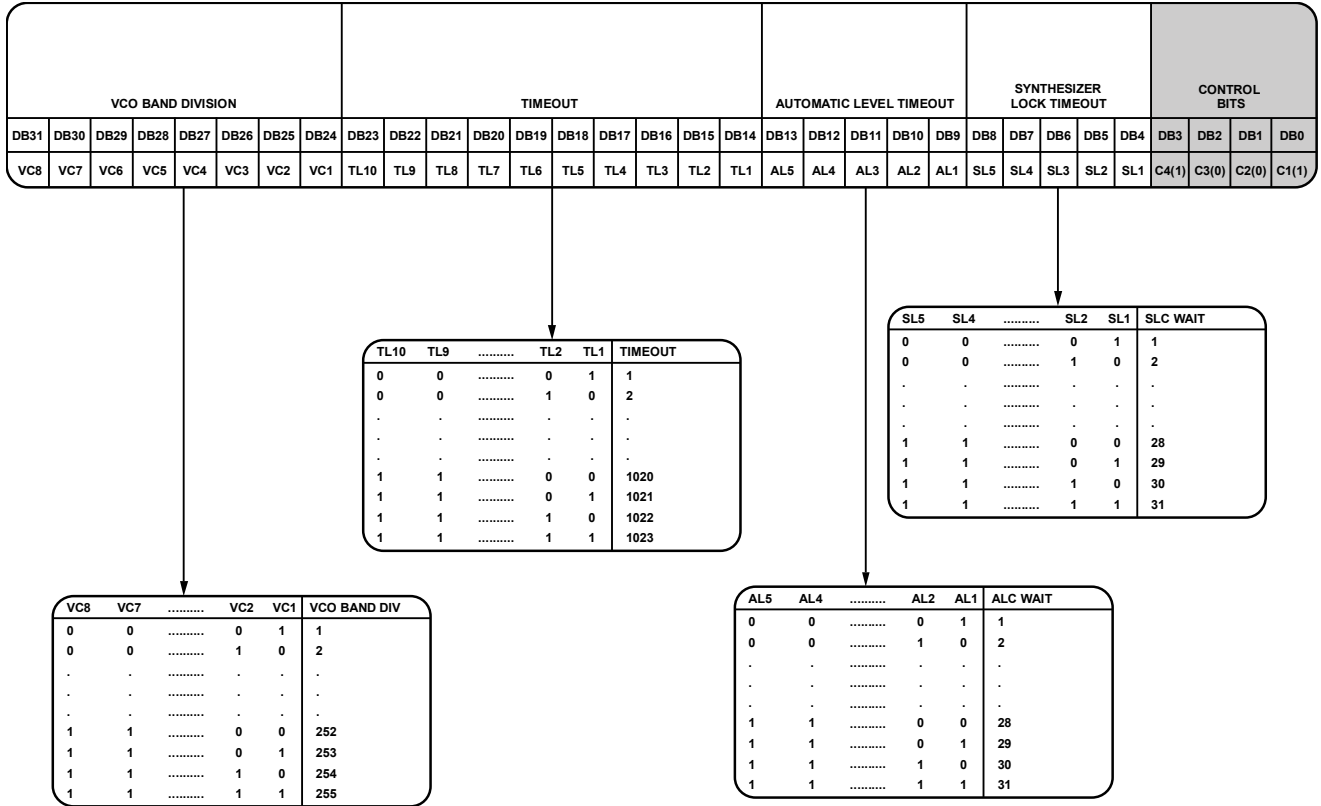 VCO BAND DIVISION
TIMEOUT
AUTOMATIC LEVEL TIMEOUT
SYNTHESIZER
LOCK TIMEOUT
CONTROL
BITS
DB31 DB30 DB29 DB28 DB27 DB26 DB25 DB24 DB23 DB22 DB21 DB20 DB19 DB18 DB17 DB16 DB15 DB14 DB13 DB12 DB11 DB10 DB9 DB8 DB7 DB6 DB5 DB4 DB3 DB2 DB1 DB0
VC8 VC7 VC6 VC5 VC4 VC3 VC2 VC1 TL10 TL9 TL8 TL7 TL6 TL5 TL4 TL3 TL2 TL1 AL5 AL4 AL3 AL2 AL1 SL5 SL4 SL3 SL2 SL1 C4(1) C3(0) C2(0) C1(1)
SL5 SL4 .......... SL2 SL1 SLC WAIT
0 0 .......... 0 1 1
0 0 .......... 1 0 2
. . .......... . . .
. . .......... . . .
. . .......... . . .
1 1 .......... 0 0 28
1 1 .......... 0 1 29
1 1 .......... 1 0 30
1 1 .......... 1 1 31
TL10 TL9 .......... TL2 TL1 TIMEOUT
0 0 .......... 0 1 1
0 0 .......... 1 0 2
. . .......... . . .
. . .......... . . .
. . .......... . . .
1 1 .......... 0 0 1020
1 1 .......... 0 1 1021
1 1 .......... 1 0 1022
1 1 .......... 1 1 1023
VC8 VC7 .......... VC2 VC1 VCO BAND DIV
0 0 .......... 0 1 1
0 0 .......... 1 0 2
. . .......... . . .
. . .......... . . .
. . .......... . . .
1 1 .......... 0 0 252
1 1 .......... 0 1 253
1 1 .......... 1 0 254
1 1 .......... 1 1 255
AL5 AL4 .......... AL2 AL1 ALC WAIT
0 0 .......... 0 1 1
0 0 .......... 1 0 2
. . .......... . . .
. . .......... . . .
. . .......... . . .
1 1 .......... 0 0 28
1 1 .......... 0 1 29
1 1 .......... 1 0 30
1 1 .......... 1 1 31